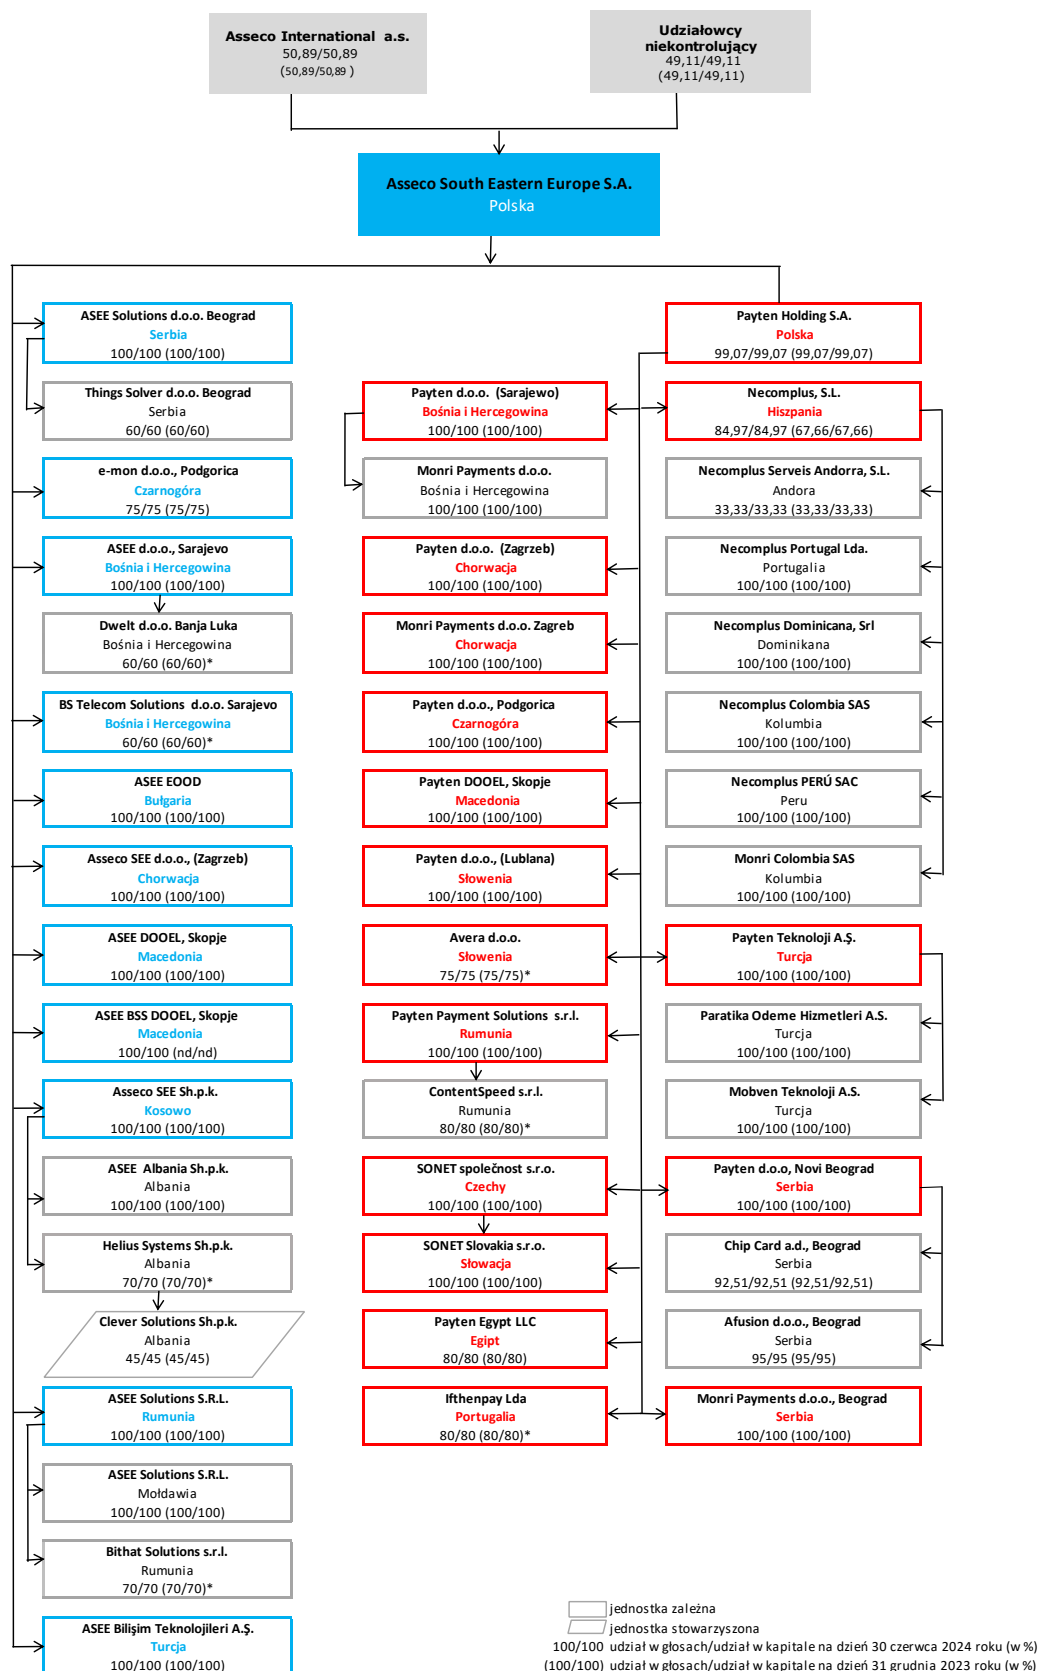 Asseco International a.s.
50,89/50,89
(50,89/50,89 )
Udziałowcy
niekontrolujący
49,11/49,11
(49,11/49,11)
Asseco South Eastern Europe S.A.
Polska
ASEE Solutions d.o.o. Beograd
Serbia
100/100 (100/100)
Things Solver d.o.o. Beograd
Serbia
60/60 (60/60)
e-mon d.o.o., Podgorica
Czarnogóra
75/75 (75/75)
ASEE d.o.o., Sarajevo
Bośnia i Hercegowina
100/100 (100/100)
Dwelt d.o.o. Banja Luka
Bośnia i Hercegowina
60/60 (60/60)*
BS Telecom Solutions d.o.o. Sarajevo
Bośnia i Hercegowina
60/60 (60/60)*
ASEE EOOD
Bułgaria
100/100 (100/100)
Asseco SEE d.o.o., (Zagrzeb)
Chorwacja
100/100 (100/100)
ASEE DOOEL, Skopje
Macedonia
100/100 (100/100)
ASEE BSS DOOEL, Skopje
Macedonia
100/100 (nd/nd)
Asseco SEE Sh.p.k.
Kosowo
100/100 (100/100)
ASEE Albania Sh.p.k.
Albania
100/100 (100/100)
Helius Systems Sh.p.k.
Albania
70/70 (70/70)*
Clever Solutions Sh.p.k.
Albania
45/45 (45/45)
ASEE Solutions S.R.L.
Rumunia
100/100 (100/100)
ASEE Solutions S.R.L.
Mołdawia
100/100 (100/100)
Bithat Solutions s.r.l.
Rumunia
70/70 (70/70)*
ASEE Bilişim Teknolojileri A.Ş.
Turcja
100/100 (100/100)
Payten d.o.o. (Sarajewo)
Bośnia i Hercegowina
100/100 (100/100)
Monri Payments d.o.o.
Bośnia i Hercegowina
100/100 (100/100)
Payten d.o.o. (Zagrzeb)
Chorwacja
100/100 (100/100)
Monri Payments d.o.o. Zagreb
Chorwacja
100/100 (100/100)
Payten d.o.o., Podgorica
Czarnogóra
100/100 (100/100)
Payten DOOEL, Skopje
Macedonia
100/100 (100/100)
Payten d.o.o., (Lublana)
Słowenia
100/100 (100/100)
Avera d.o.o.
Słowenia
75/75 (75/75)*
Payten Payment Solutions s.r.l.
Rumunia
100/100 (100/100)
ContentSpeed s.r.l.
Rumunia
80/80 (80/80)*
SONET společnost s.r.o.
Czechy
100/100 (100/100)
SONET Slovakia s.r.o.
Słowacja
100/100 (100/100)
Payten Egypt LLC
Egipt
80/80 (80/80)
Ifthenpay Lda
Portugalia
80/80 (80/80)*
Payten Holding S.A.
Polska
99,07/99,07 (99,07/99,07)
Necomplus, S.L.
Hiszpania
84,97/84,97 (67,66/67,66)
Necomplus Serveis Andorra, S.L.
Andora
33,33/33,33 (33,33/33,33)
Necomplus Portugal Lda.
Portugalia
100/100 (100/100)
Necomplus Dominicana, Srl
Dominikana
100/100 (100/100)
Necomplus Colombia SAS
Kolumbia
100/100 (100/100)
Necomplus PERÚ SAC
Peru
100/100 (100/100)
Monri Colombia SAS
Kolumbia
100/100 (100/100)
Payten Teknoloji A.Ş.
Turcja
100/100 (100/100)
Paratika Odeme Hizmetleri A.S.
Turcja
100/100 (100/100)
Mobven Teknoloji A.S.
Turcja
100/100 (100/100)
Payten d.o.o, Novi Beograd
Serbia
100/100 (100/100)
Chip Card a.d., Beograd
Serbia
92,51/92,51 (92,51/92,51)
Afusion d.o.o., Beograd
Serbia
95/95 (95/95)
Monri Payments d.o.o., Beograd
Serbia
100/100 (100/100)
jednostka zależna
jednostka stowarzyszona
100/100 udział w głosach/udział w kapitale na dzień 30 czerwca 2024 roku (w %)
(100/100) udział w głosach/udział w kapitale na dzień 31 grudnia 2023 roku (w %)